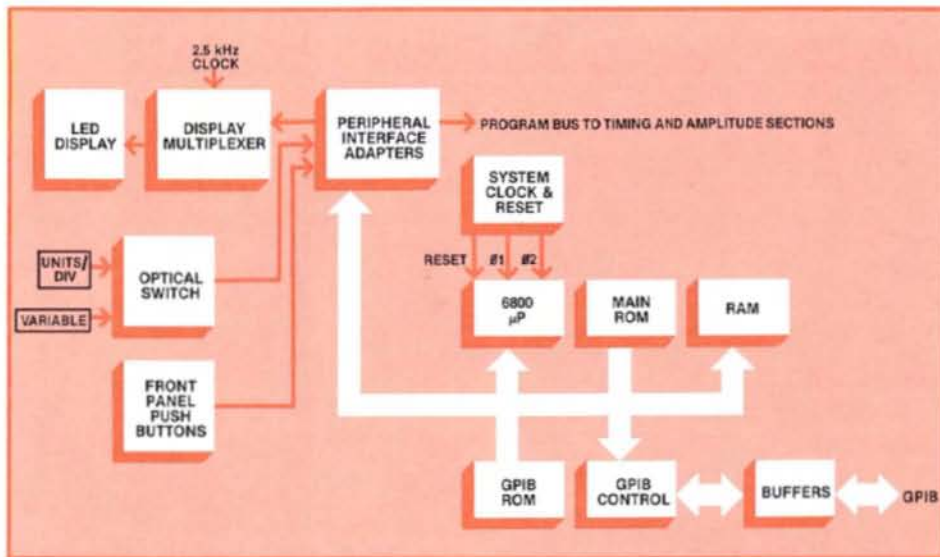 2.5 kHz
CLOCK
LED
DISPLAY
DISPLAY
MULTIPLEXER
PERIPHERAL
INTERFACE
ADAPTERS
PROGRAM BUS TO TIMING AND AMPLITUDE SECTIONS
SYSTEM
CLOCK &
RESET
UNITS/
DIV
OPTICAL
SWITCH
VARIABLE
RESET Ø1 Ø2
6800
µP
MAIN
ROM
RAM
FRONT
PANEL
PUSH
BUTTONS
GPIB
ROM
GPIB
CONTROL
BUFFERS
GPIB